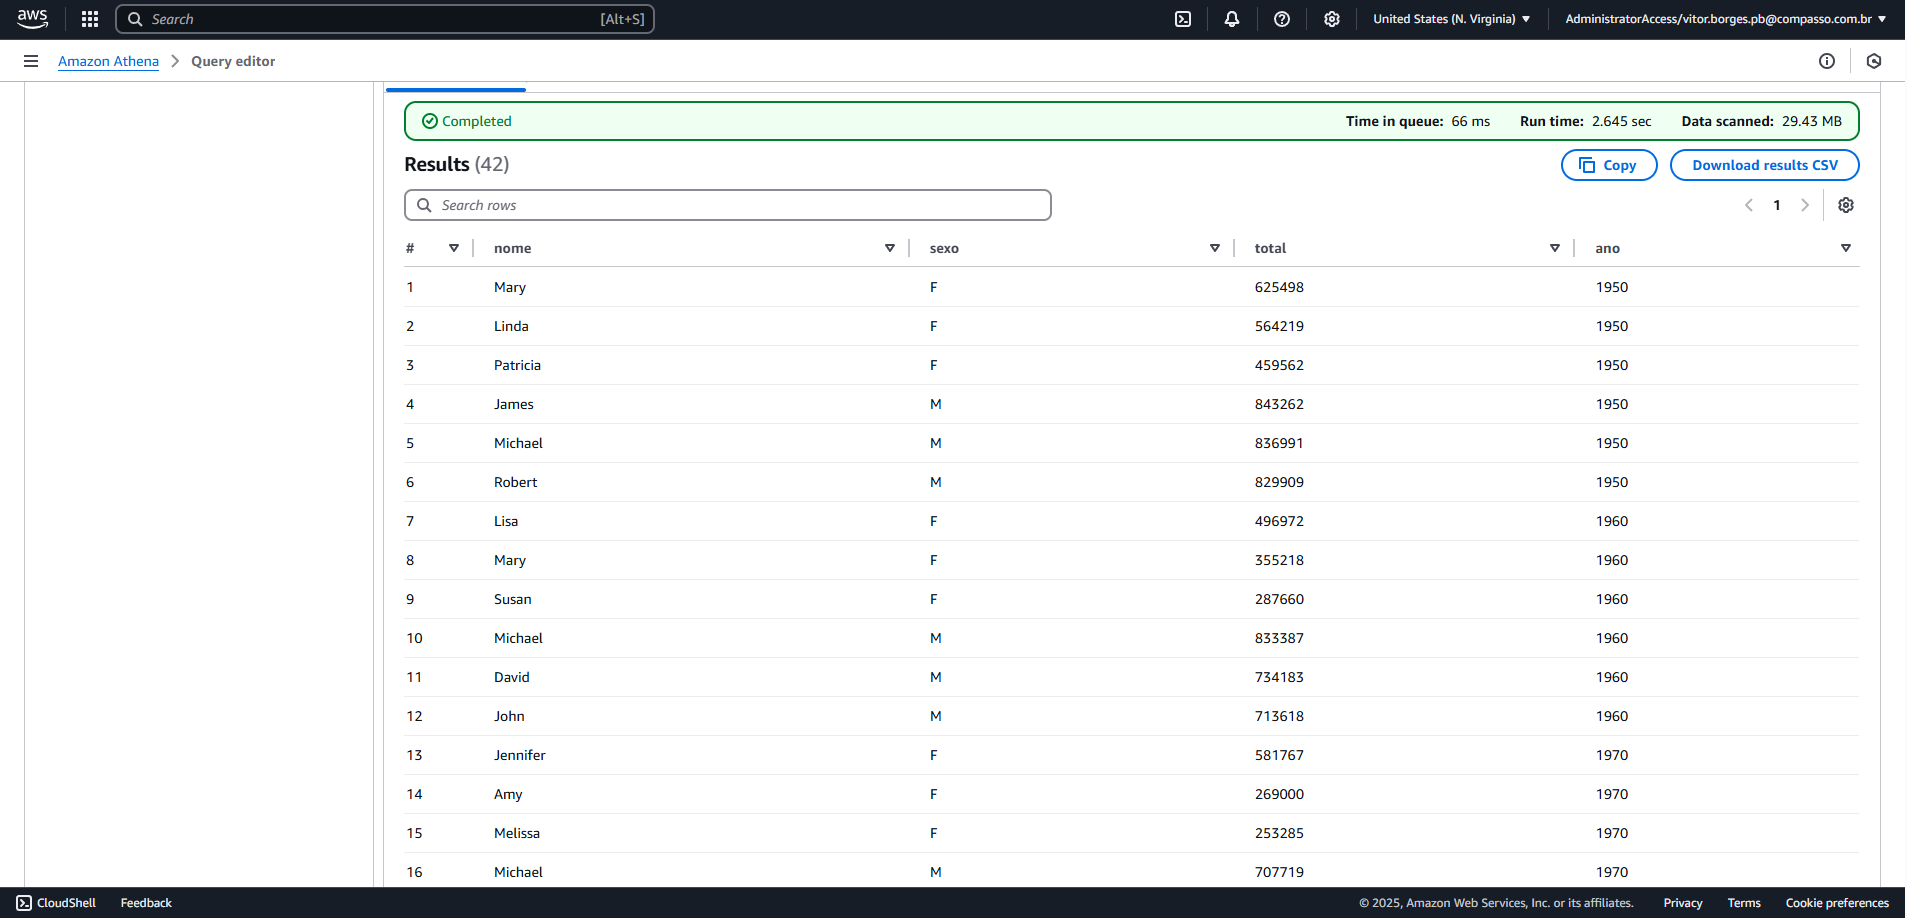 aws Search [Alt+S] United States (N. Virginia) AdministratorAccess/vitor.borges.pb@compasso.com.br
Amazon Athena Query editor
Completed Time in queue: 66 ms Run time: 2.645 sec Data scanned: 29.43 MB
Results (42) Copy Download results CSV
Search rows 1
# nome sexo total ano
1 Mary F 625498 1950
2 Linda F 564219 1950
3 Patricia F 459562 1950
4 James M 843262 1950
5 Michael M 836991 1950
6 Robert M 829909 1950
7 Lisa F 496972 1960
8 Mary F 355218 1960
9 Susan F 287660 1960
10 Michael M 833387 1960
11 David M 734183 1960
12 John M 713618 1960
13 Jennifer F 581767 1970
14 Amy F 269000 1970
15 Melissa F 253285 1970
16 Michael M 707719 1970
CloudShell Feedback © 2025, Amazon Web Services, Inc. or its affiliates. Privacy Terms Cookie preferences